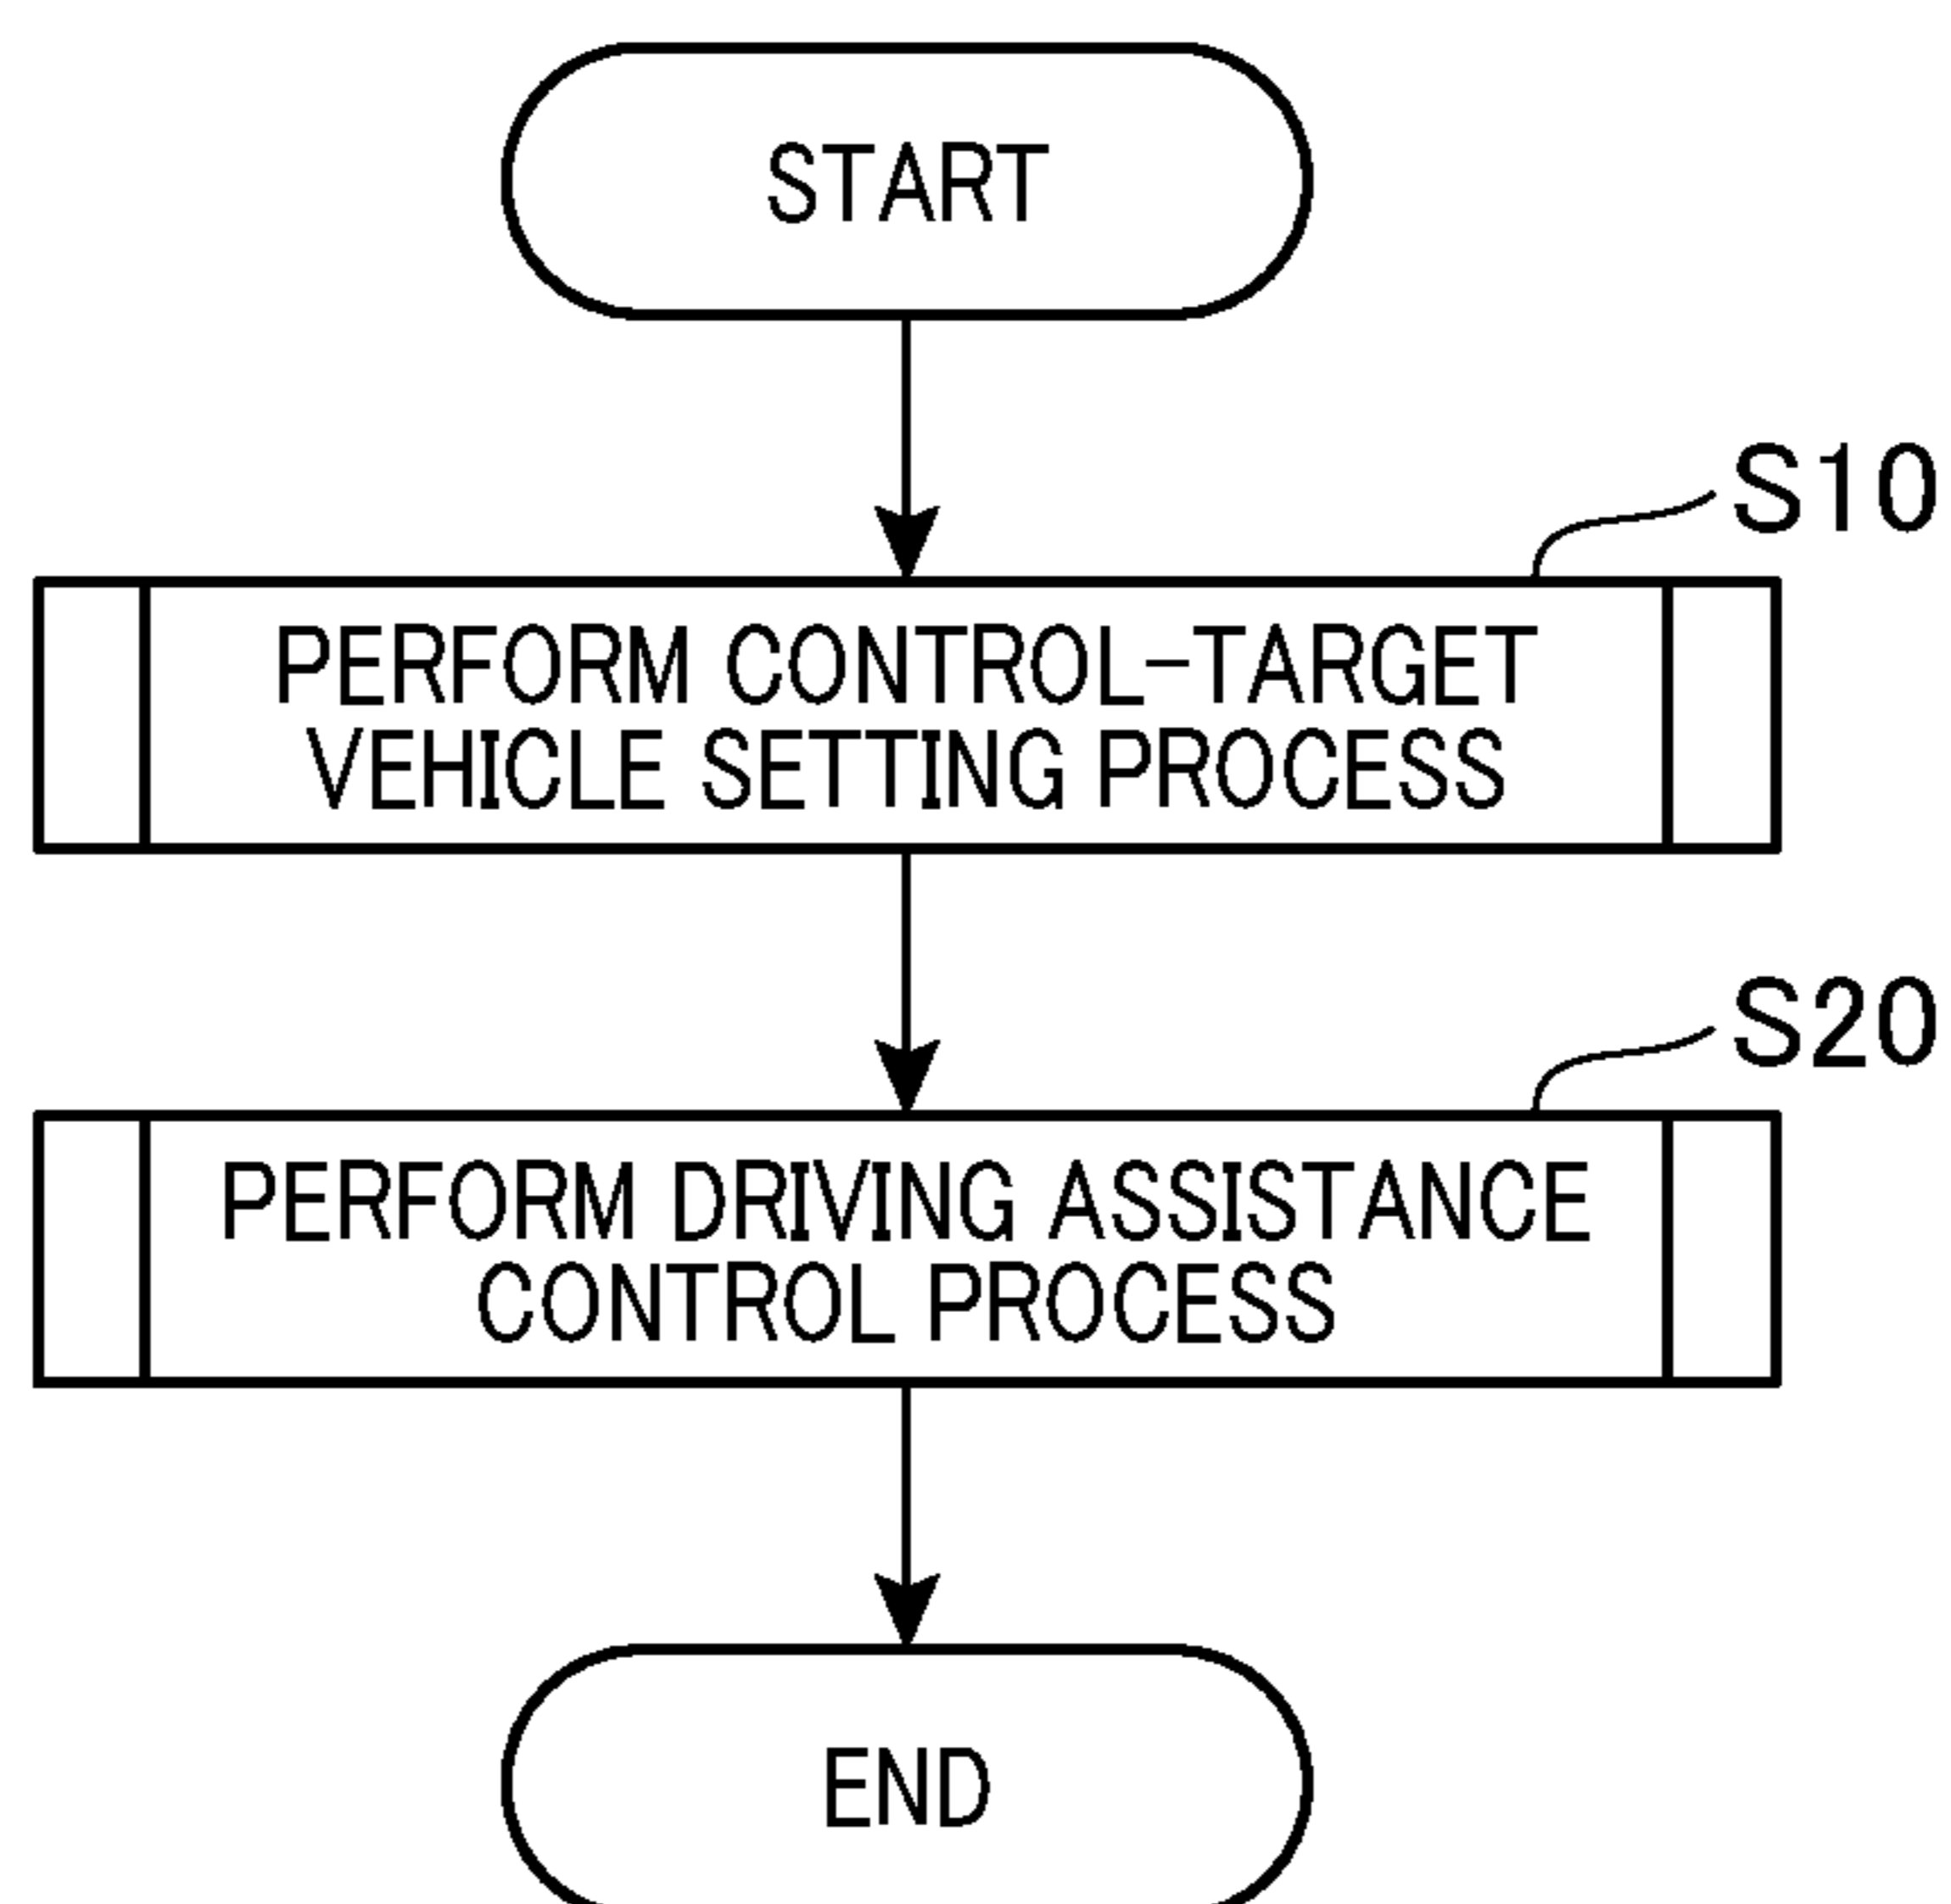 START
S10
PERFORM CONTROL-TARGET
VEHICLE SETTING PROCESS
S20
PERFORM DRIVING ASSISTANCE
CONTROL PROCESS
END